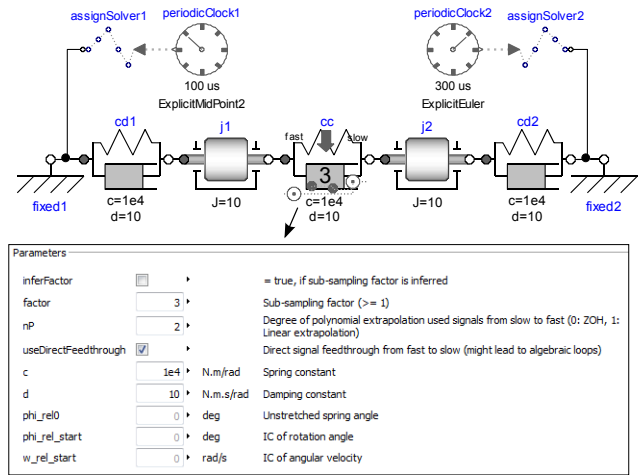 assignSolver1 periodicClock1 periodicClock2 assignSolver2
100 us 300 us
ExplicitMidPoint2 ExplicitEuler
cd1 j1 cc j2 cd2
fast slow
3
fixed1 c=1e4 J=10 c=1e4 J=10 c=1e4 fixed2
d=10 d=10 d=10
Parameters
inferFactor = true, if sub-sampling factor is inferred
factor 3 Sub-sampling factor (>= 1)
nP 2 Degree of polynomial extrapolation used signals from slow to fast (0: ZOH, 1:
Linear extrapolation)
useDirectFeedthrough Direct signal feedthrough from fast to slow (might lead to algebraic loops)
c 1e4 N.m/rad Spring constant
d 10 N.m.s/rad Damping constant
phi_rel0 0 deg Unstretched spring angle
phi_rel_start 0 deg IC of rotation angle
w_rel_start 0 rad/s IC of angular velocity